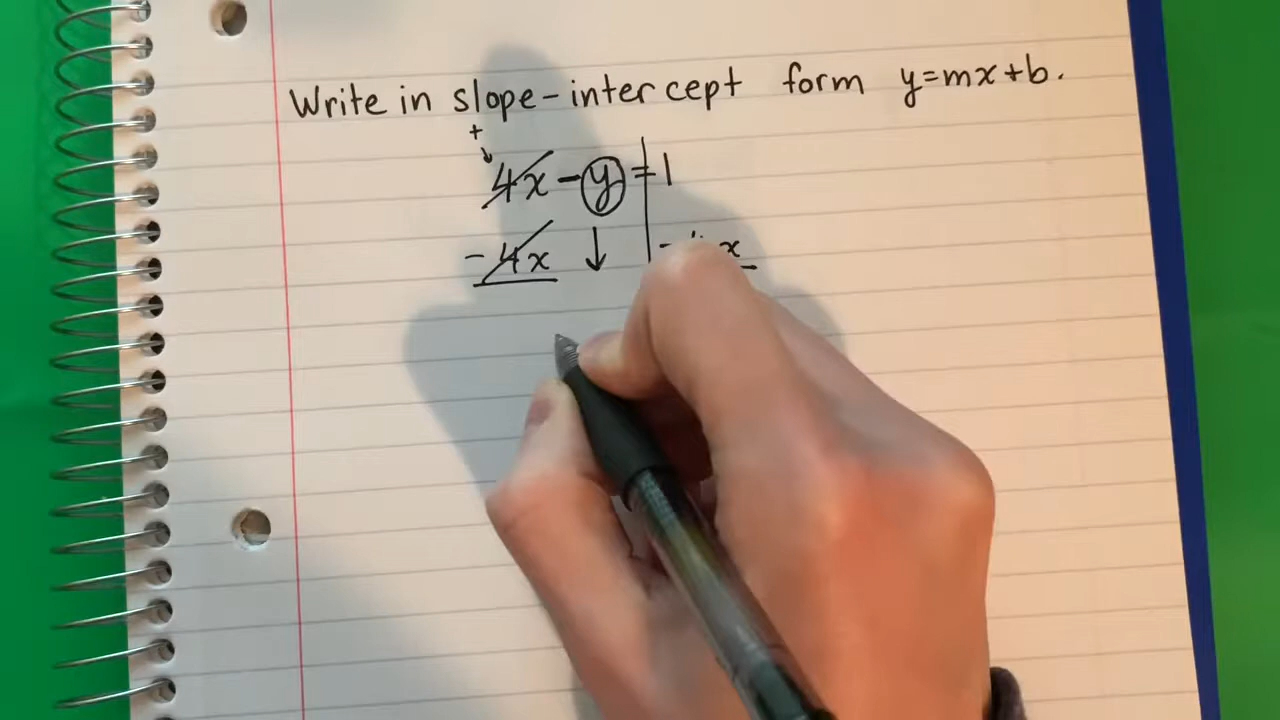 Write in slope-intercept form y=mx+b.
+
4x-y=1
-4x ↓ - x